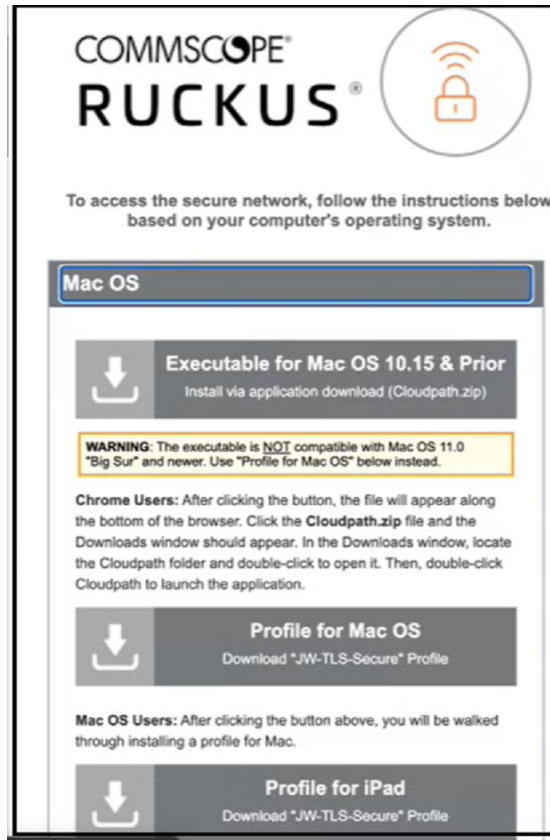 COMMSCOPE®
RUCKUS®
To access the secure network, follow the instructions below
based on your computer's operating system.
Mac OS
Executable for Mac OS 10.15 & Prior
Install via application download (Cloudpath.zip)
WARNING: The executable is NOT compatible with Mac OS 11.0
"Big Sur" and newer. Use "Profile for Mac OS" below instead.
Chrome Users: After clicking the button, the file will appear along
the bottom of the browser. Click the Cloudpath.zip file and the
Downloads window should appear. In the Downloads window, locate
the Cloudpath folder and double-click to open it. Then, double-click
Cloudpath to launch the application.
Profile for Mac OS
Download "JW-TLS-Secure" Profile
Mac OS Users: After clicking the button above, you will be walked
through installing a profile for Mac.
Profile for iPad
Download "JW-TLS-Secure" Profile